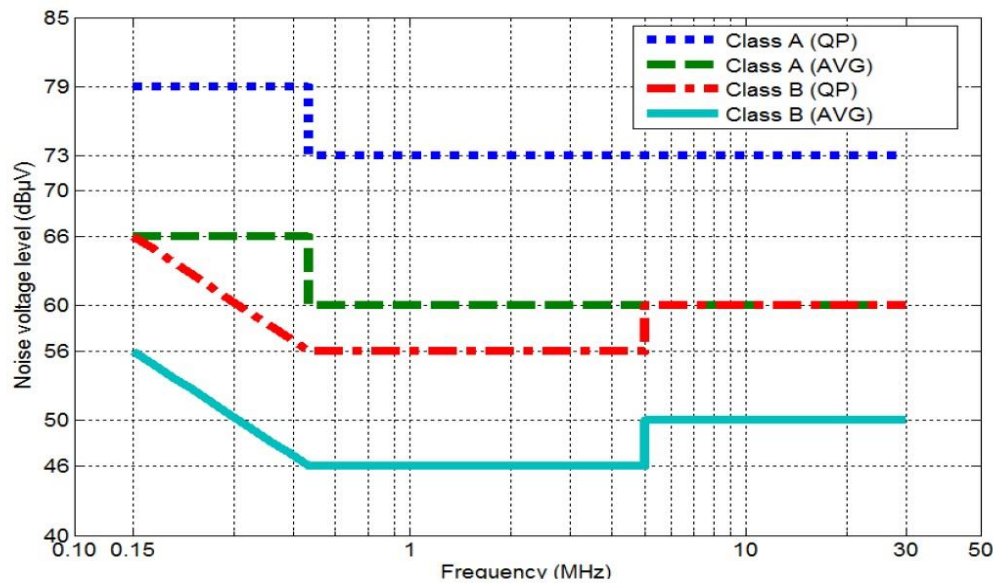 85
79
73
70
66
60
56
50
46
40
Noise voltage level (dBµV)
Class A (QP)
Class A (AVG)
Class B (QP)
Class B (AVG)
0.10 0.15 1 10 30 50
Frequency (MHz)